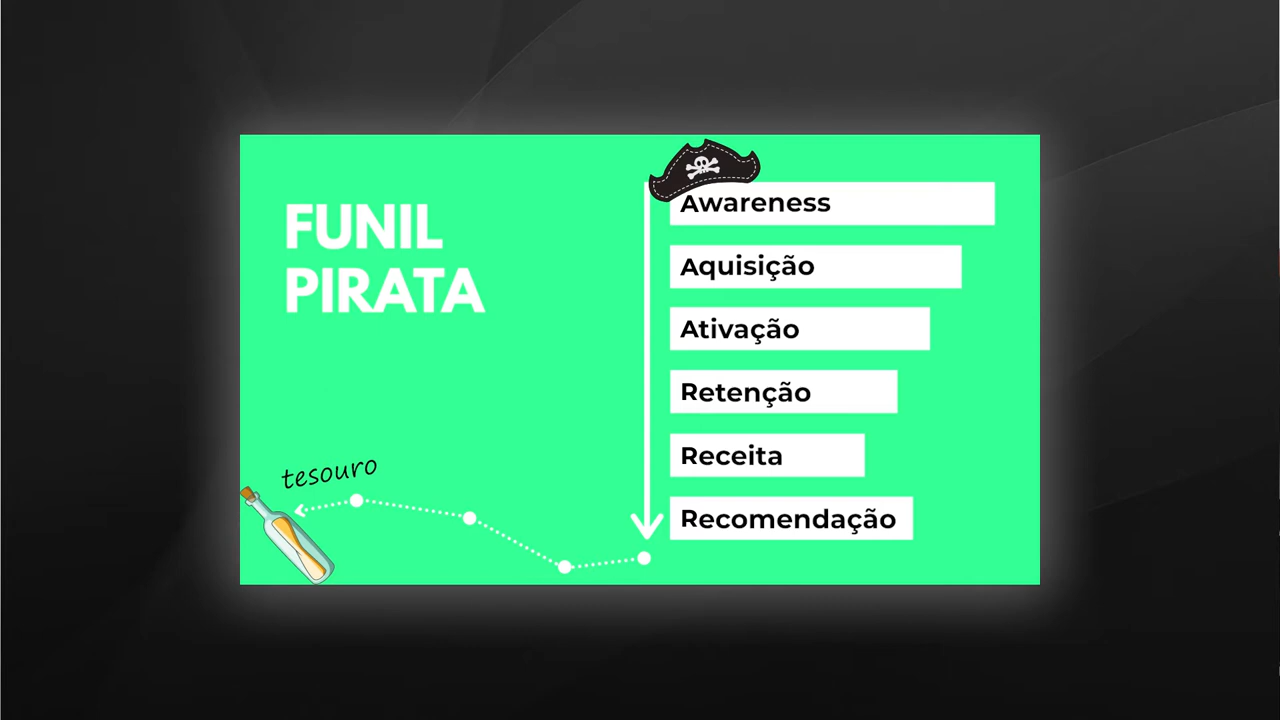 FUNIL
PIRATA
Awareness
Aquisição
Ativação
Retenção
Receita
Recomendação
tesouro